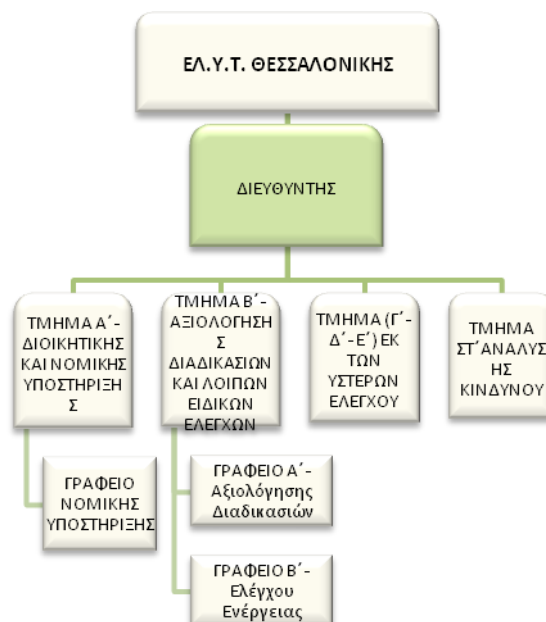 ΕΛ.Υ.Τ. ΘΕΣΣΑΛΟΝΙΚΗΣ
ΔΙΕΥΘΥΝΤΗΣ
ΤΜΗΜΑ Α΄-
ΔΙΟΙΚΗΤΙΚΗΣ
ΚΑΙ ΝΟΜΙΚΗΣ
ΥΠΟΣΤΗΡΙΞΗ
Σ
ΤΜΗΜΑ Β΄-
ΑΞΙΟΛΟΓΗΣΗ
Σ
ΔΙΑΔΙΚΑΣΙΩΝ
ΚΑΙ ΛΟΙΠΩΝ
ΕΙΔΙΚΩΝ
ΕΛΕΓΧΩΝ
ΤΜΗΜΑ (Γ΄-
Δ΄-Ε΄) ΕΚ
ΤΩΝ
ΥΣΤΕΡΩΝ
ΕΛΕΓΧΟΥ
ΤΜΗΜΑ
ΣΤ΄ΑΝΑΛΥΣ
ΗΣ
ΚΙΝΔΥΝΟΥ
ΓΡΑΦΕΙΟ
ΝΟΜΙΚΗΣ
ΥΠΟΣΤΗΡΙΞΗΣ
ΓΡΑΦΕΙΟ Α΄-
Αξιολόγησης
Διαδικασιών
ΓΡΑΦΕΙΟ Β΄-
Ελέγχου
Ενέργειας